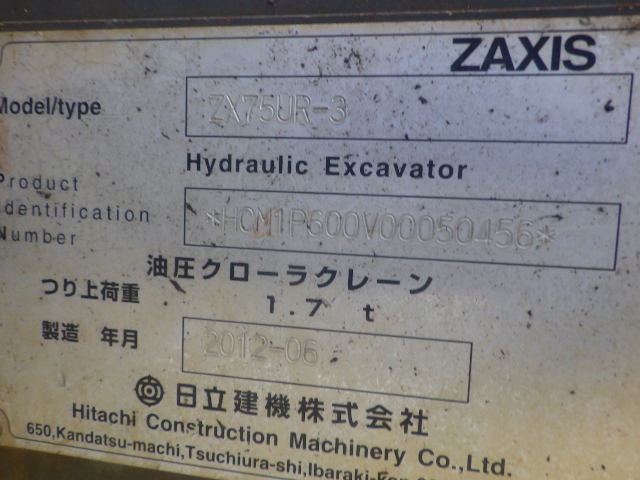 ZAXIS
Model/type ZX75UR-3
Hydraulic Excavator
Product
Identification
Number
*HCM1P600V00050456*
油圧クローラクレーン
つり上荷重 1.7 t
製造 年月 2012-06
日立建機株式会社
Hitachi Construction Machinery Co.,Ltd.
650,Kandatsu-machi,Tsuchiura-shi,Ibaraki-